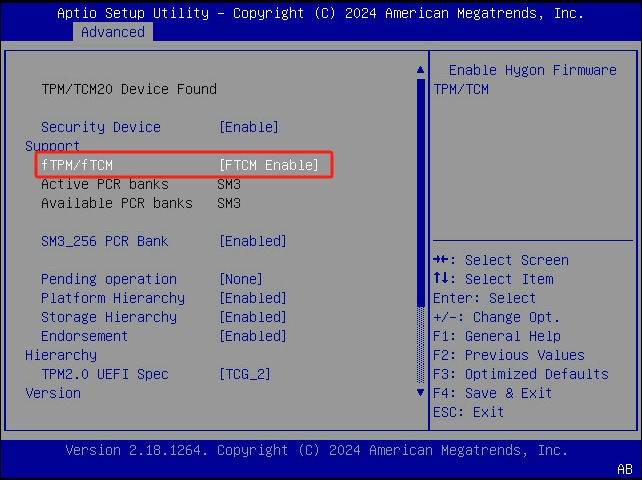 Aptio Setup Utility – Copyright (C) 2024 American Megatrends, Inc.
Advanced
TPM/TCM20 Device Found
Security Device [Enable]
Support
fTPM/fTCM [FTCM Enable]
Active PCR banks SM3
Available PCR banks SM3
SM3_256 PCR Bank [Enabled]
Pending operation [None]
Platform Hierarchy [Enabled]
Storage Hierarchy [Enabled]
Endorsement [Enabled]
Hierarchy
TPM2.0 UEFI Spec [TCG_2]
Version
Enable Hygon Firmware
TPM/TCM
→←: Select Screen
↑↓: Select Item
Enter: Select
+/-: Change Opt.
F1: General Help
F2: Previous Values
F3: Optimized Defaults
F4: Save & Exit
ESC: Exit
Version 2.18.1264. Copyright (C) 2024 American Megatrends, Inc.
AB